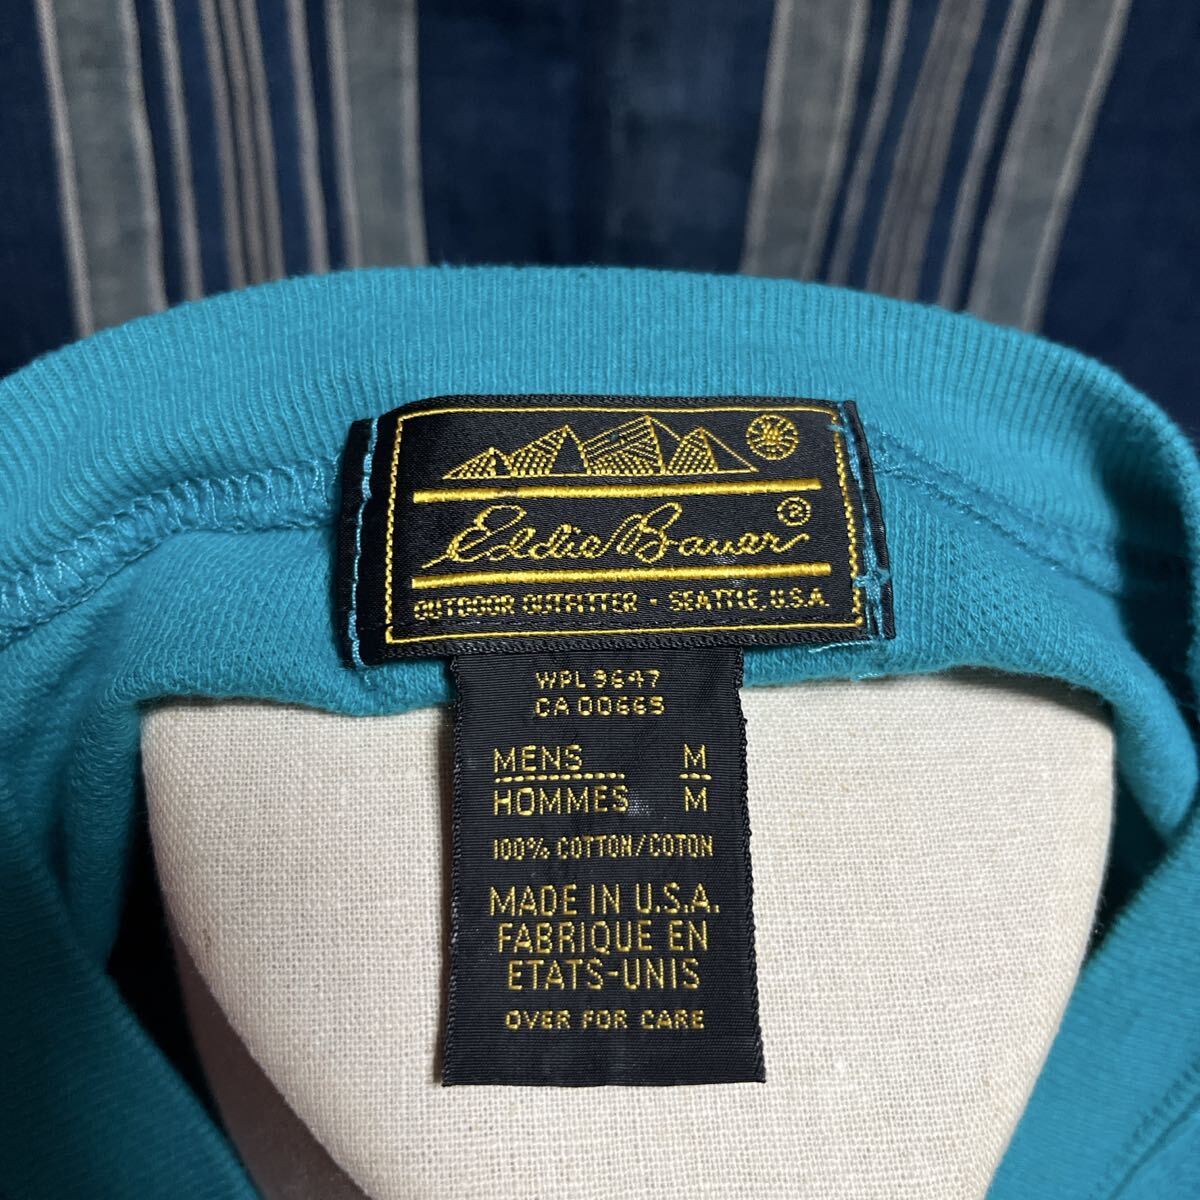 Eddie Bauer®
OUTDOOR OUTFITTER - SEATTLE, U.S.A.
WPL 9647
CA 00665
MENS M
HOMMES M
100% COTTON/COTON
MADE IN U.S.A.
FABRIQUE EN
ETATS-UNIS
OVER FOR CARE